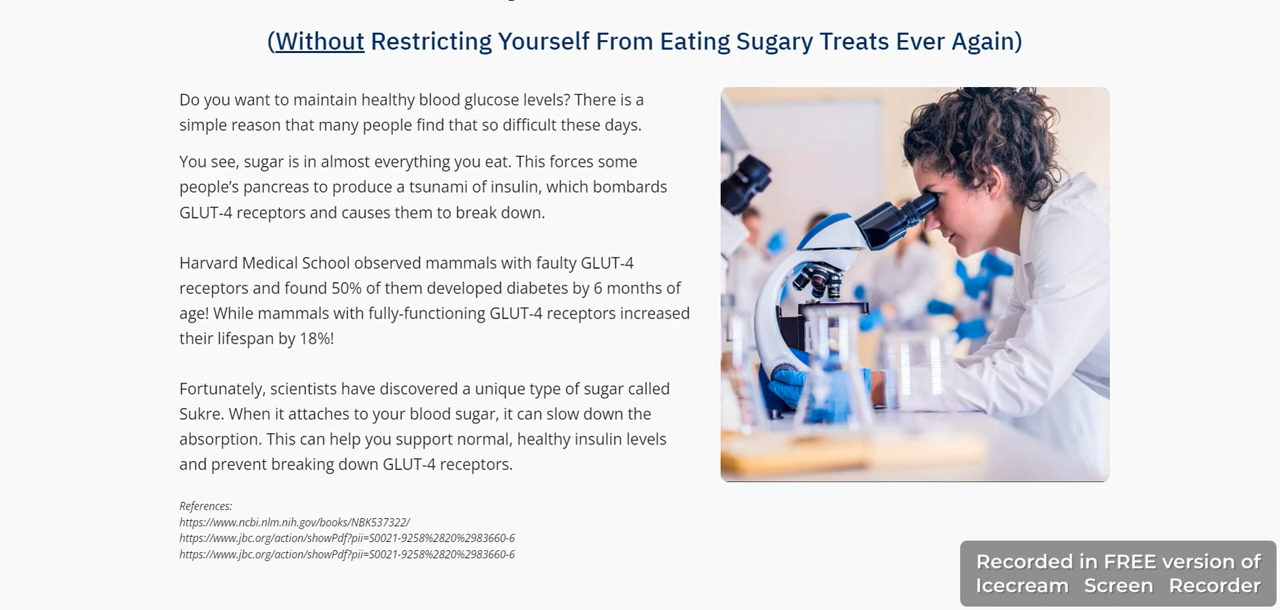 (Without Restricting Yourself From Eating Sugary Treats Ever Again)
Do you want to maintain healthy blood glucose levels? There is a
simple reason that many people find that so difficult these days.
You see, sugar is in almost everything you eat. This forces some
people's pancreas to produce a tsunami of insulin, which bombards
GLUT-4 receptors and causes them to break down.
Harvard Medical School observed mammals with faulty GLUT-4
receptors and found 50% of them developed diabetes by 6 months of
age! While mammals with fully-functioning GLUT-4 receptors increased
their lifespan by 18%!
Fortunately, scientists have discovered a unique type of sugar called
Sukre. When it attaches to your blood sugar, it can slow down the
absorption. This can help you support normal, healthy insulin levels
and prevent breaking down GLUT-4 receptors.
References:
https://www.ncbi.nlm.nih.gov/books/NBK537322/
https://www.jbc.org/action/showPdf?pii=S0021-9258%2820%2983660-6
https://www.jbc.org/action/showPdf?pii=S0021-9258%2820%2983660-6
Recorded in FREE version of
Icecream Screen Recorder